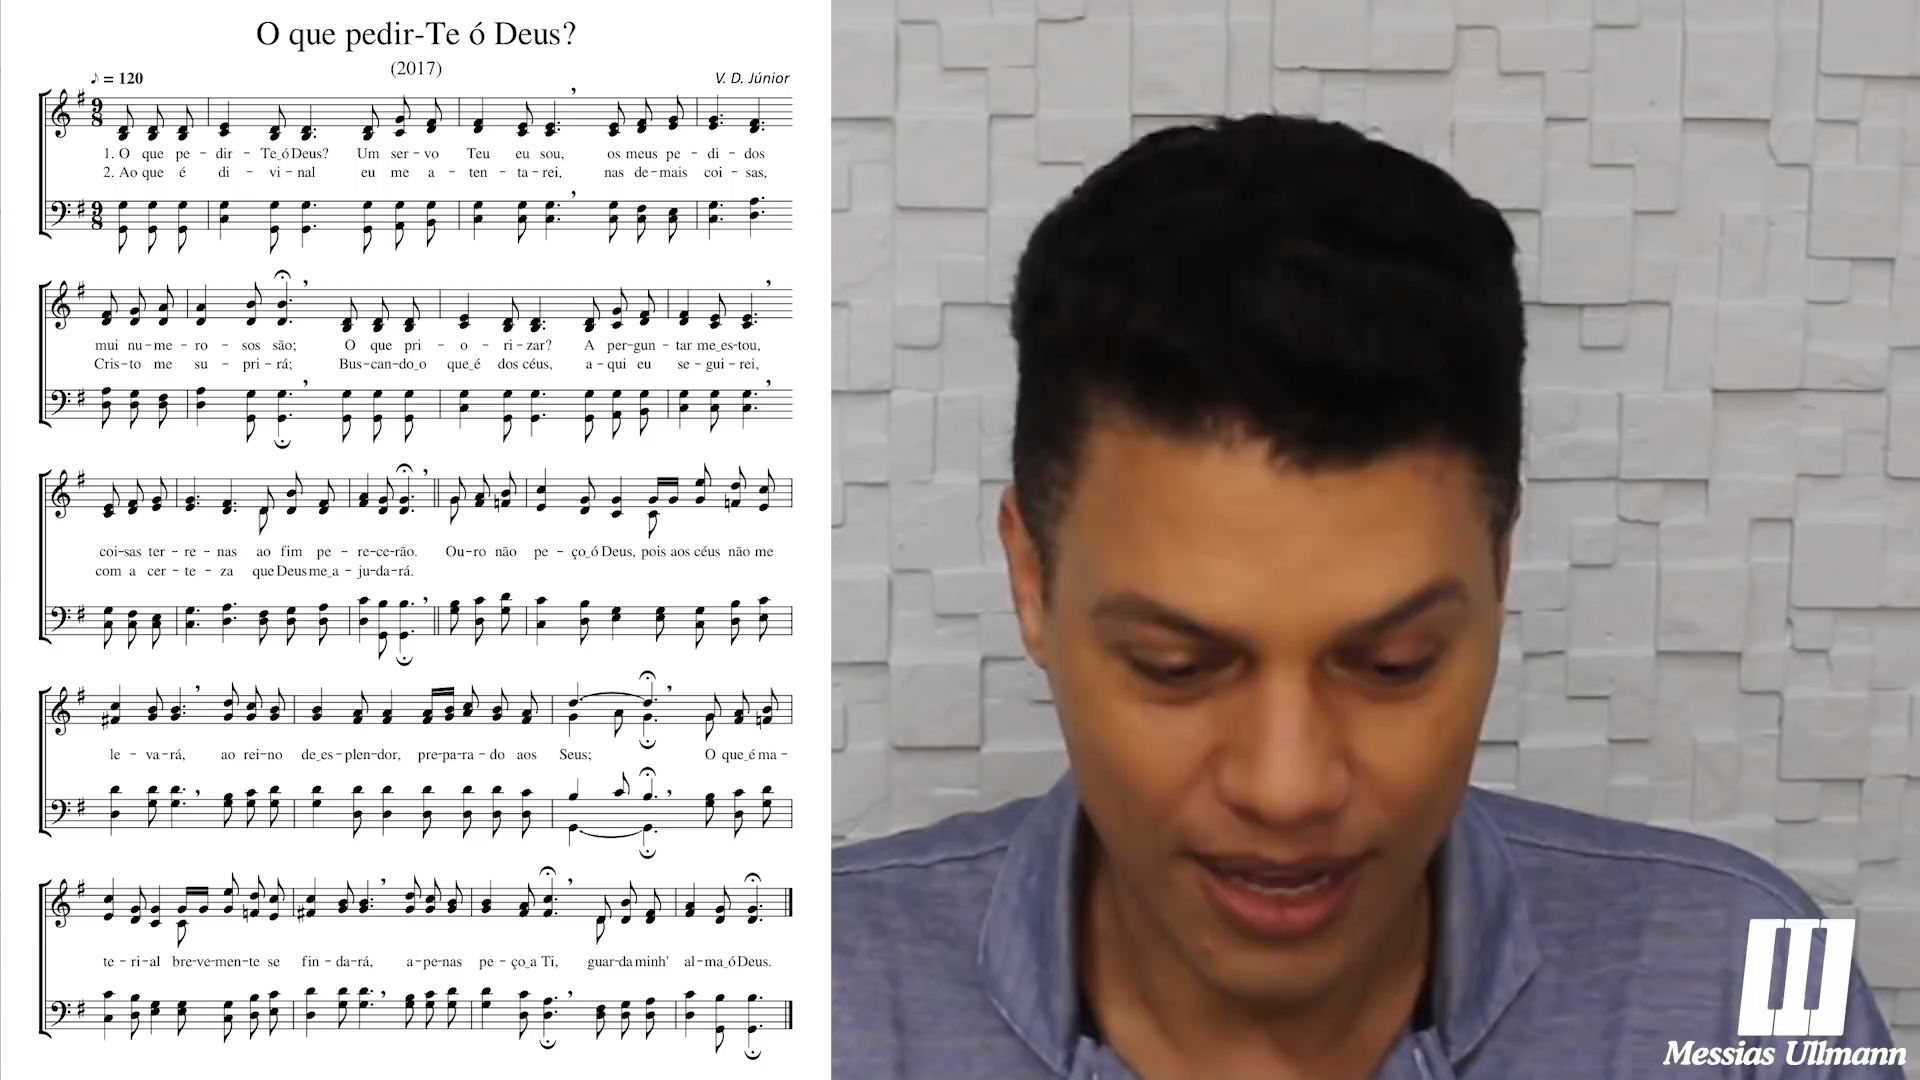 O que pedir-Te ó Deus?
(2017)
♪ = 120
V. D. Júnior
1. O que pe - dir - Te‿ó Deus? Um ser - vo Teu eu sou, os meus pe - di - dos
2. Ao que é di - vi - nal eu me a - ten - ta - rei, nas de - mais coi - sas,
mui nu - me - ro - sos são; O que pri - o - ri - zar? A per - gun - tar me‿es - tou,
Cris - to me su - pri - rá; Bus - can - do‿o que‿é dos céus, a - qui eu se - gui - rei,
coi - sas ter - re - nas ao fim pe - re - ce - rão. Ou - ro não pe - ço‿ó Deus, pois aos céus não me
com a cer - te - za que Deus me‿a - ju - da - rá.
le - va - rá, ao rei - no de‿es - plen - dor, pre - pa - ra - do aos Seus; O que‿é ma -
te - ri - al bre - ve - men - te se fin - da - rá, a - pe - nas pe - ço‿a Ti, guar - da minh' al - ma‿ó Deus.
Messias Ullmann